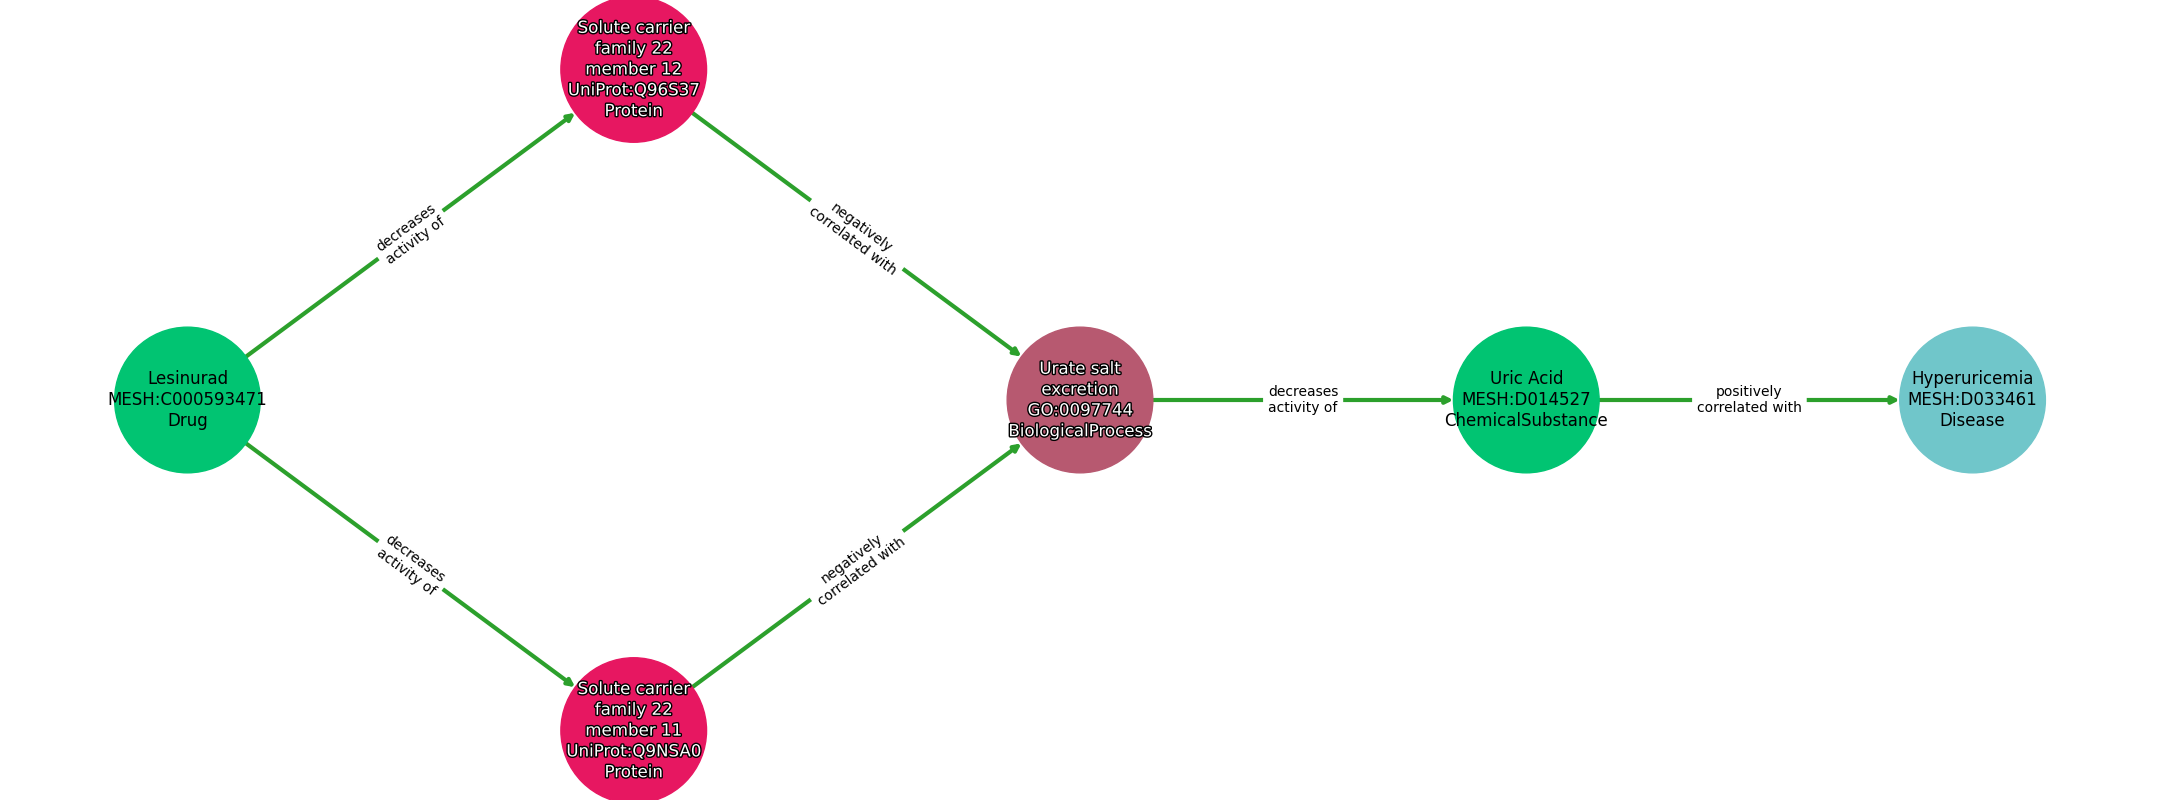 Solute carrier
family 22
member 12
UniProt:Q96S37
Protein
decreases
activity of
negatively
correlated with
Lesinurad
MESH:C000593471
Drug
Urate salt
excretion
GO:0097744
BiologicalProcess
decreases
activity of
Uric Acid
MESH:D014527
ChemicalSubstance
positively
correlated with
Hyperuricemia
MESH:D033461
Disease
decreases
activity of
negatively
correlated with
Solute carrier
family 22
member 11
UniProt:Q9NSA0
Protein